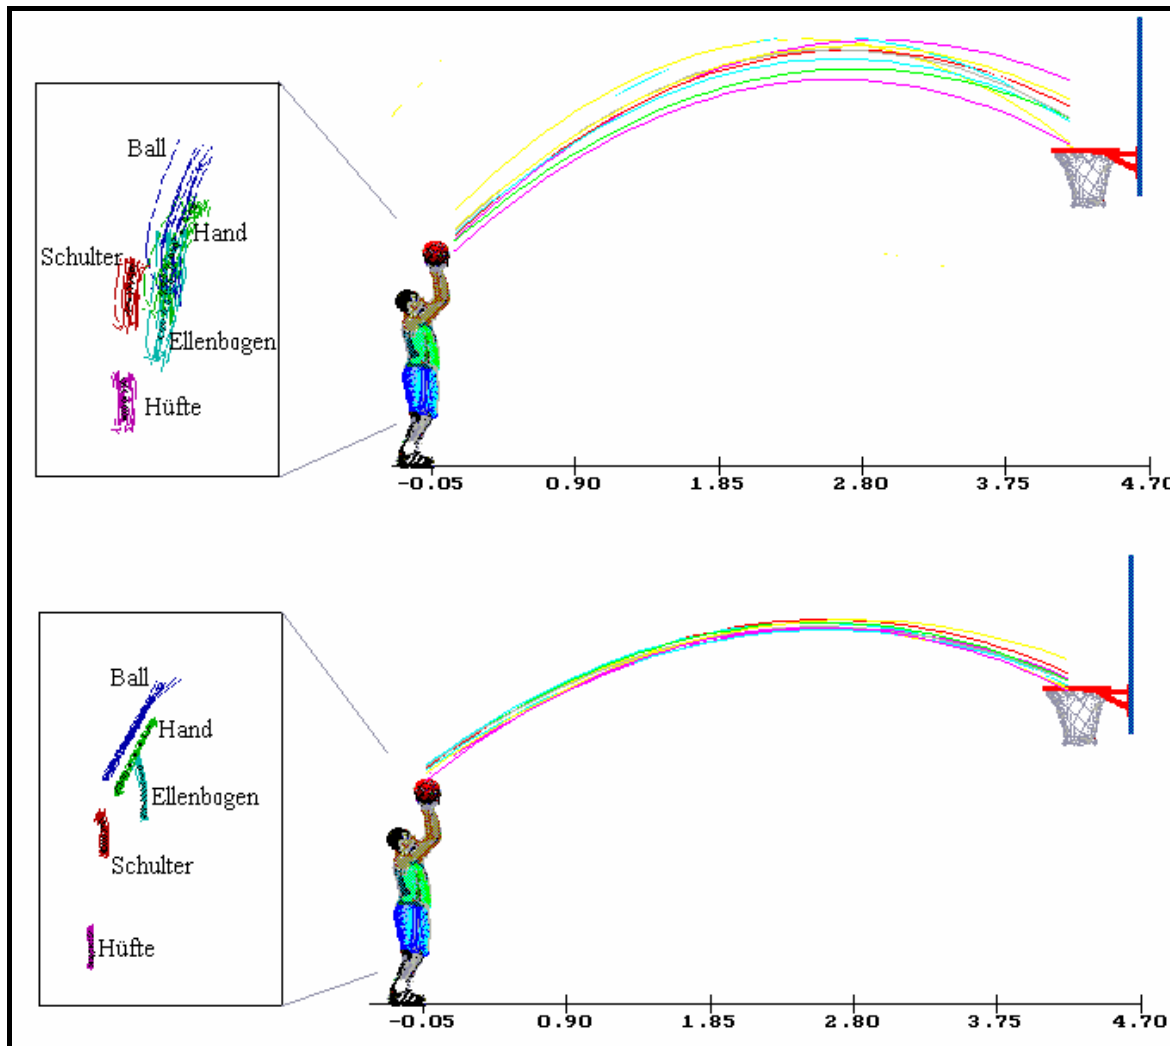 Ball
Hand
Schulter
Ellenbogen
Hüfte
-0.05 0.90 1.85 2.80 3.75 4.70
Ball
Hand
Ellenbogen
Schulter
Hüfte
-0.05 0.90 1.85 2.80 3.75 4.70